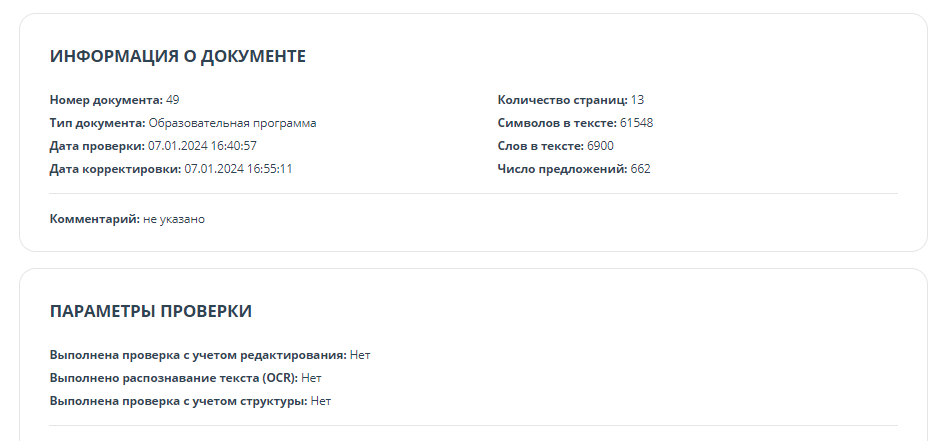 ИНФОРМАЦИЯ О ДОКУМЕНТЕ
Номер документа: 49
Тип документа: Образовательная программа
Дата проверки: 07.01.2024 16:40:57
Дата корректировки: 07.01.2024 16:55:11
Количество страниц: 13
Символов в тексте: 61548
Слов в тексте: 6900
Число предложений: 662
Комментарий: не указано
ПАРАМЕТРЫ ПРОВЕРКИ
Выполнена проверка с учетом редактирования: Нет
Выполнено распознавание текста (OCR): Нет
Выполнена проверка с учетом структуры: Нет